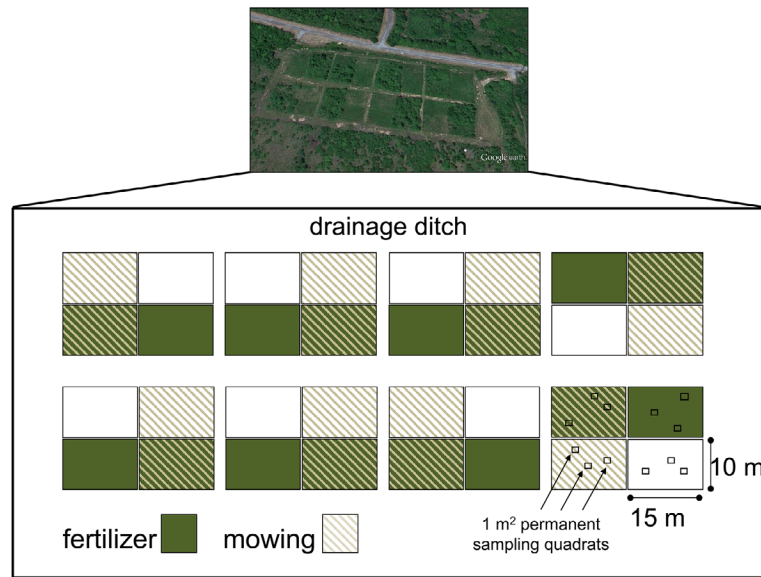 Google earth
drainage ditch
10 m
15 m
1 m² permanent
sampling quadrats
fertilizer
mowing